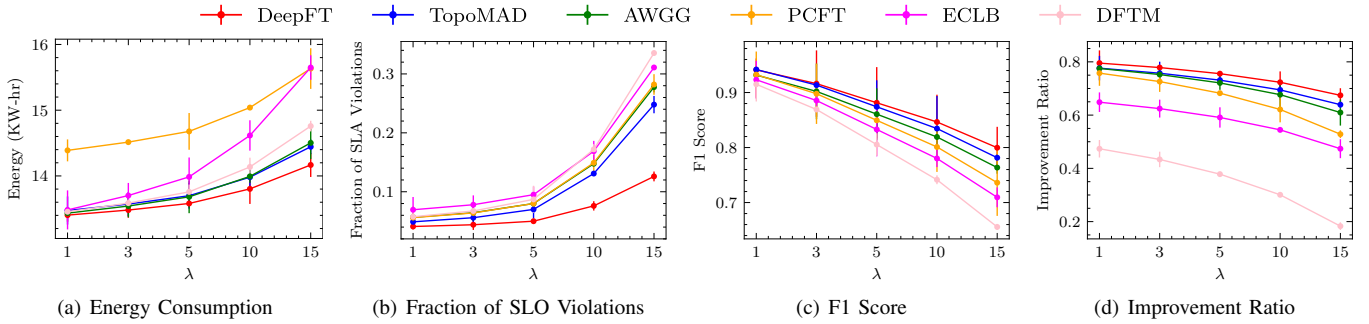 DeepFT TopoMAD AWGG PCFT ECLB DFTM
Energy (KW-hr)
16
15
14
1 3 5 10 15
λ
(a) Energy Consumption
Fraction of SLA Violations
0.3
0.2
0.1
1 3 5 10 15
λ
(b) Fraction of SLO Violations
F1 Score
0.9
0.8
0.7
1 3 5 10 15
λ
(c) F1 Score
Improvement Ratio
0.8
0.6
0.4
0.2
1 3 5 10 15
λ
(d) Improvement Ratio